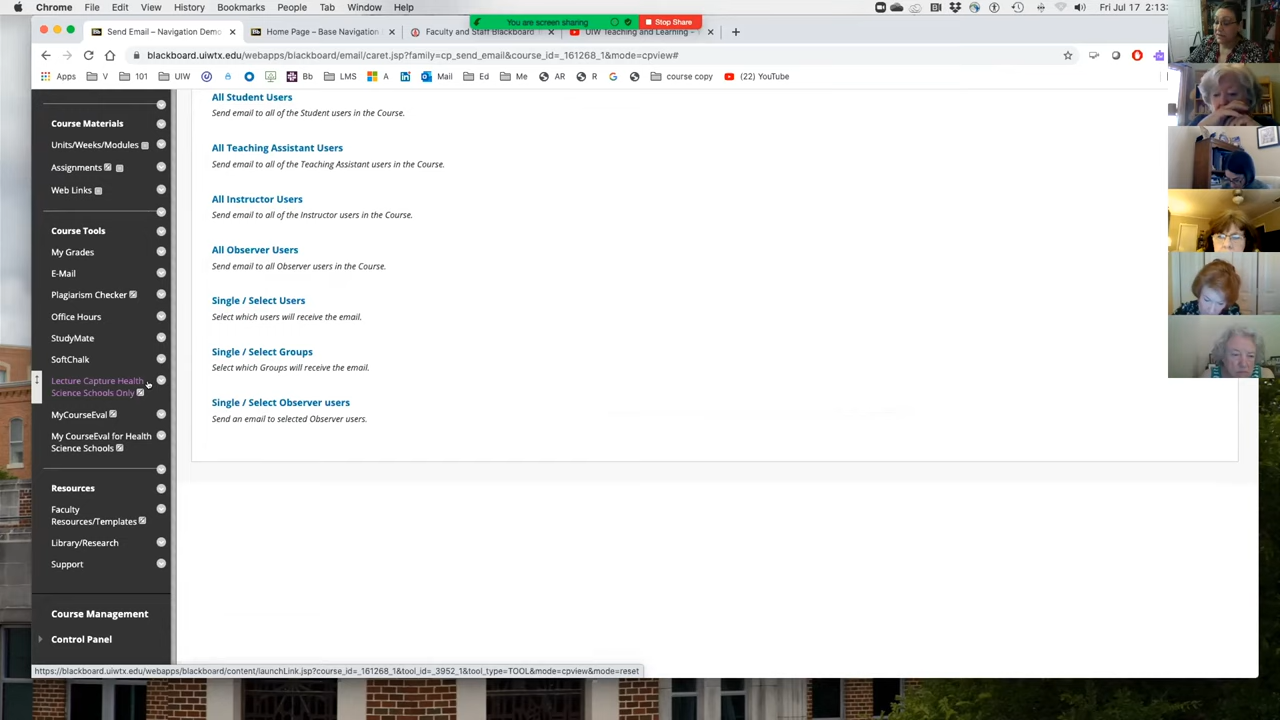 Chrome File Edit View History Bookmarks People Tab Window Help
You are screen sharing Stop Share
Fri Jul 17 2:13
Send Email – Navigation Demo
Home Page – Base Navigation
Faculty and Staff Blackboard
UIW Teaching and Learning –
blackboard.uiwtx.edu/webapps/blackboard/email/caret.jsp?family=cp_send_email&course_id=_161268_1&mode=cpview#
Apps V 101 UIW Bb LMS A Mail Ed Me AR R course copy (22) YouTube
Course Materials
Units/Weeks/Modules
Assignments
Web Links
Course Tools
My Grades
E-Mail
Plagiarism Checker
Office Hours
StudyMate
SoftChalk
Lecture Capture Health
Science Schools Only
MyCourseEval
My CourseEval for Health
Science Schools
Resources
Faculty
Resources/Templates
Library/Research
Support
Course Management
Control Panel
All Student Users
Send email to all of the Student users in the Course.
All Teaching Assistant Users
Send email to all of the Teaching Assistant users in the Course.
All Instructor Users
Send email to all of the Instructor users in the Course.
All Observer Users
Send email to all Observer users in the Course.
Single / Select Users
Select which users will receive the email.
Single / Select Groups
Select which Groups will receive the email.
Single / Select Observer users
Send an email to selected Observer users.
https://blackboard.uiwtx.edu/webapps/blackboard/content/launchLink.jsp?course_id=_161268_1&tool_id=_3952_1&tool_type=TOOL&mode=cpview&mode=reset